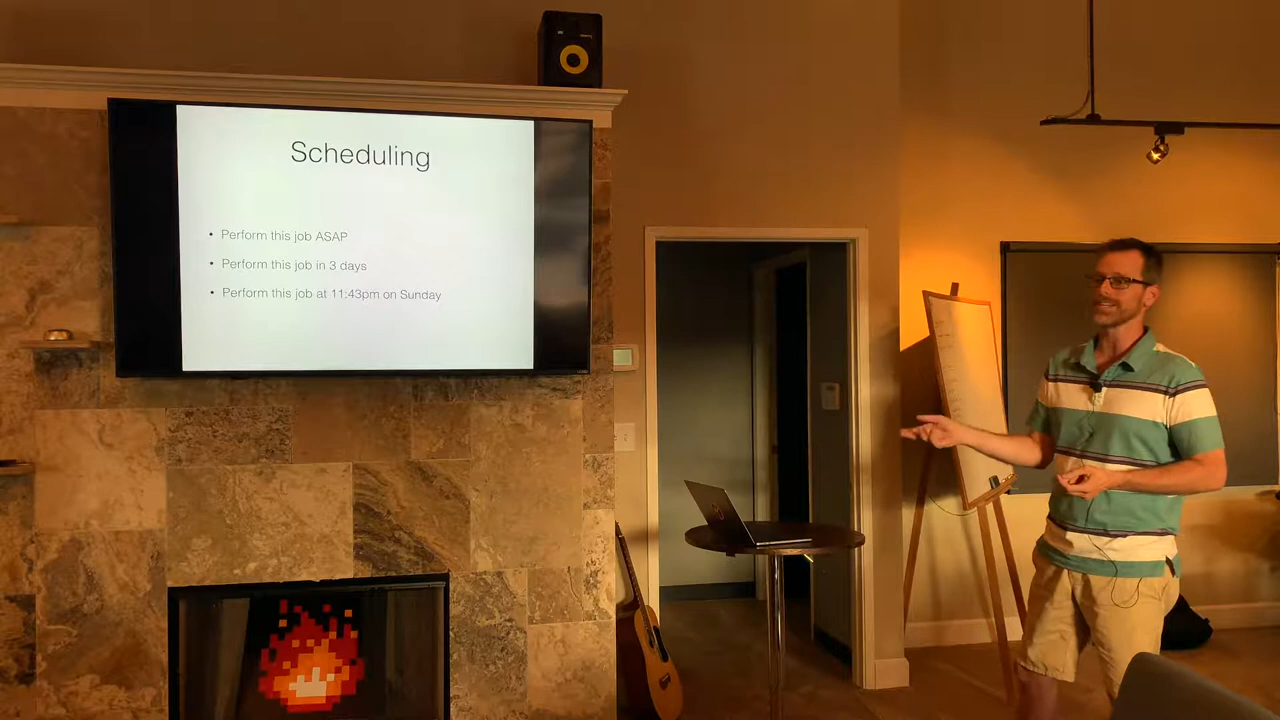 Scheduling
• Perform this job ASAP
• Perform this job in 3 days
• Perform this job at 11:43pm on Sunday